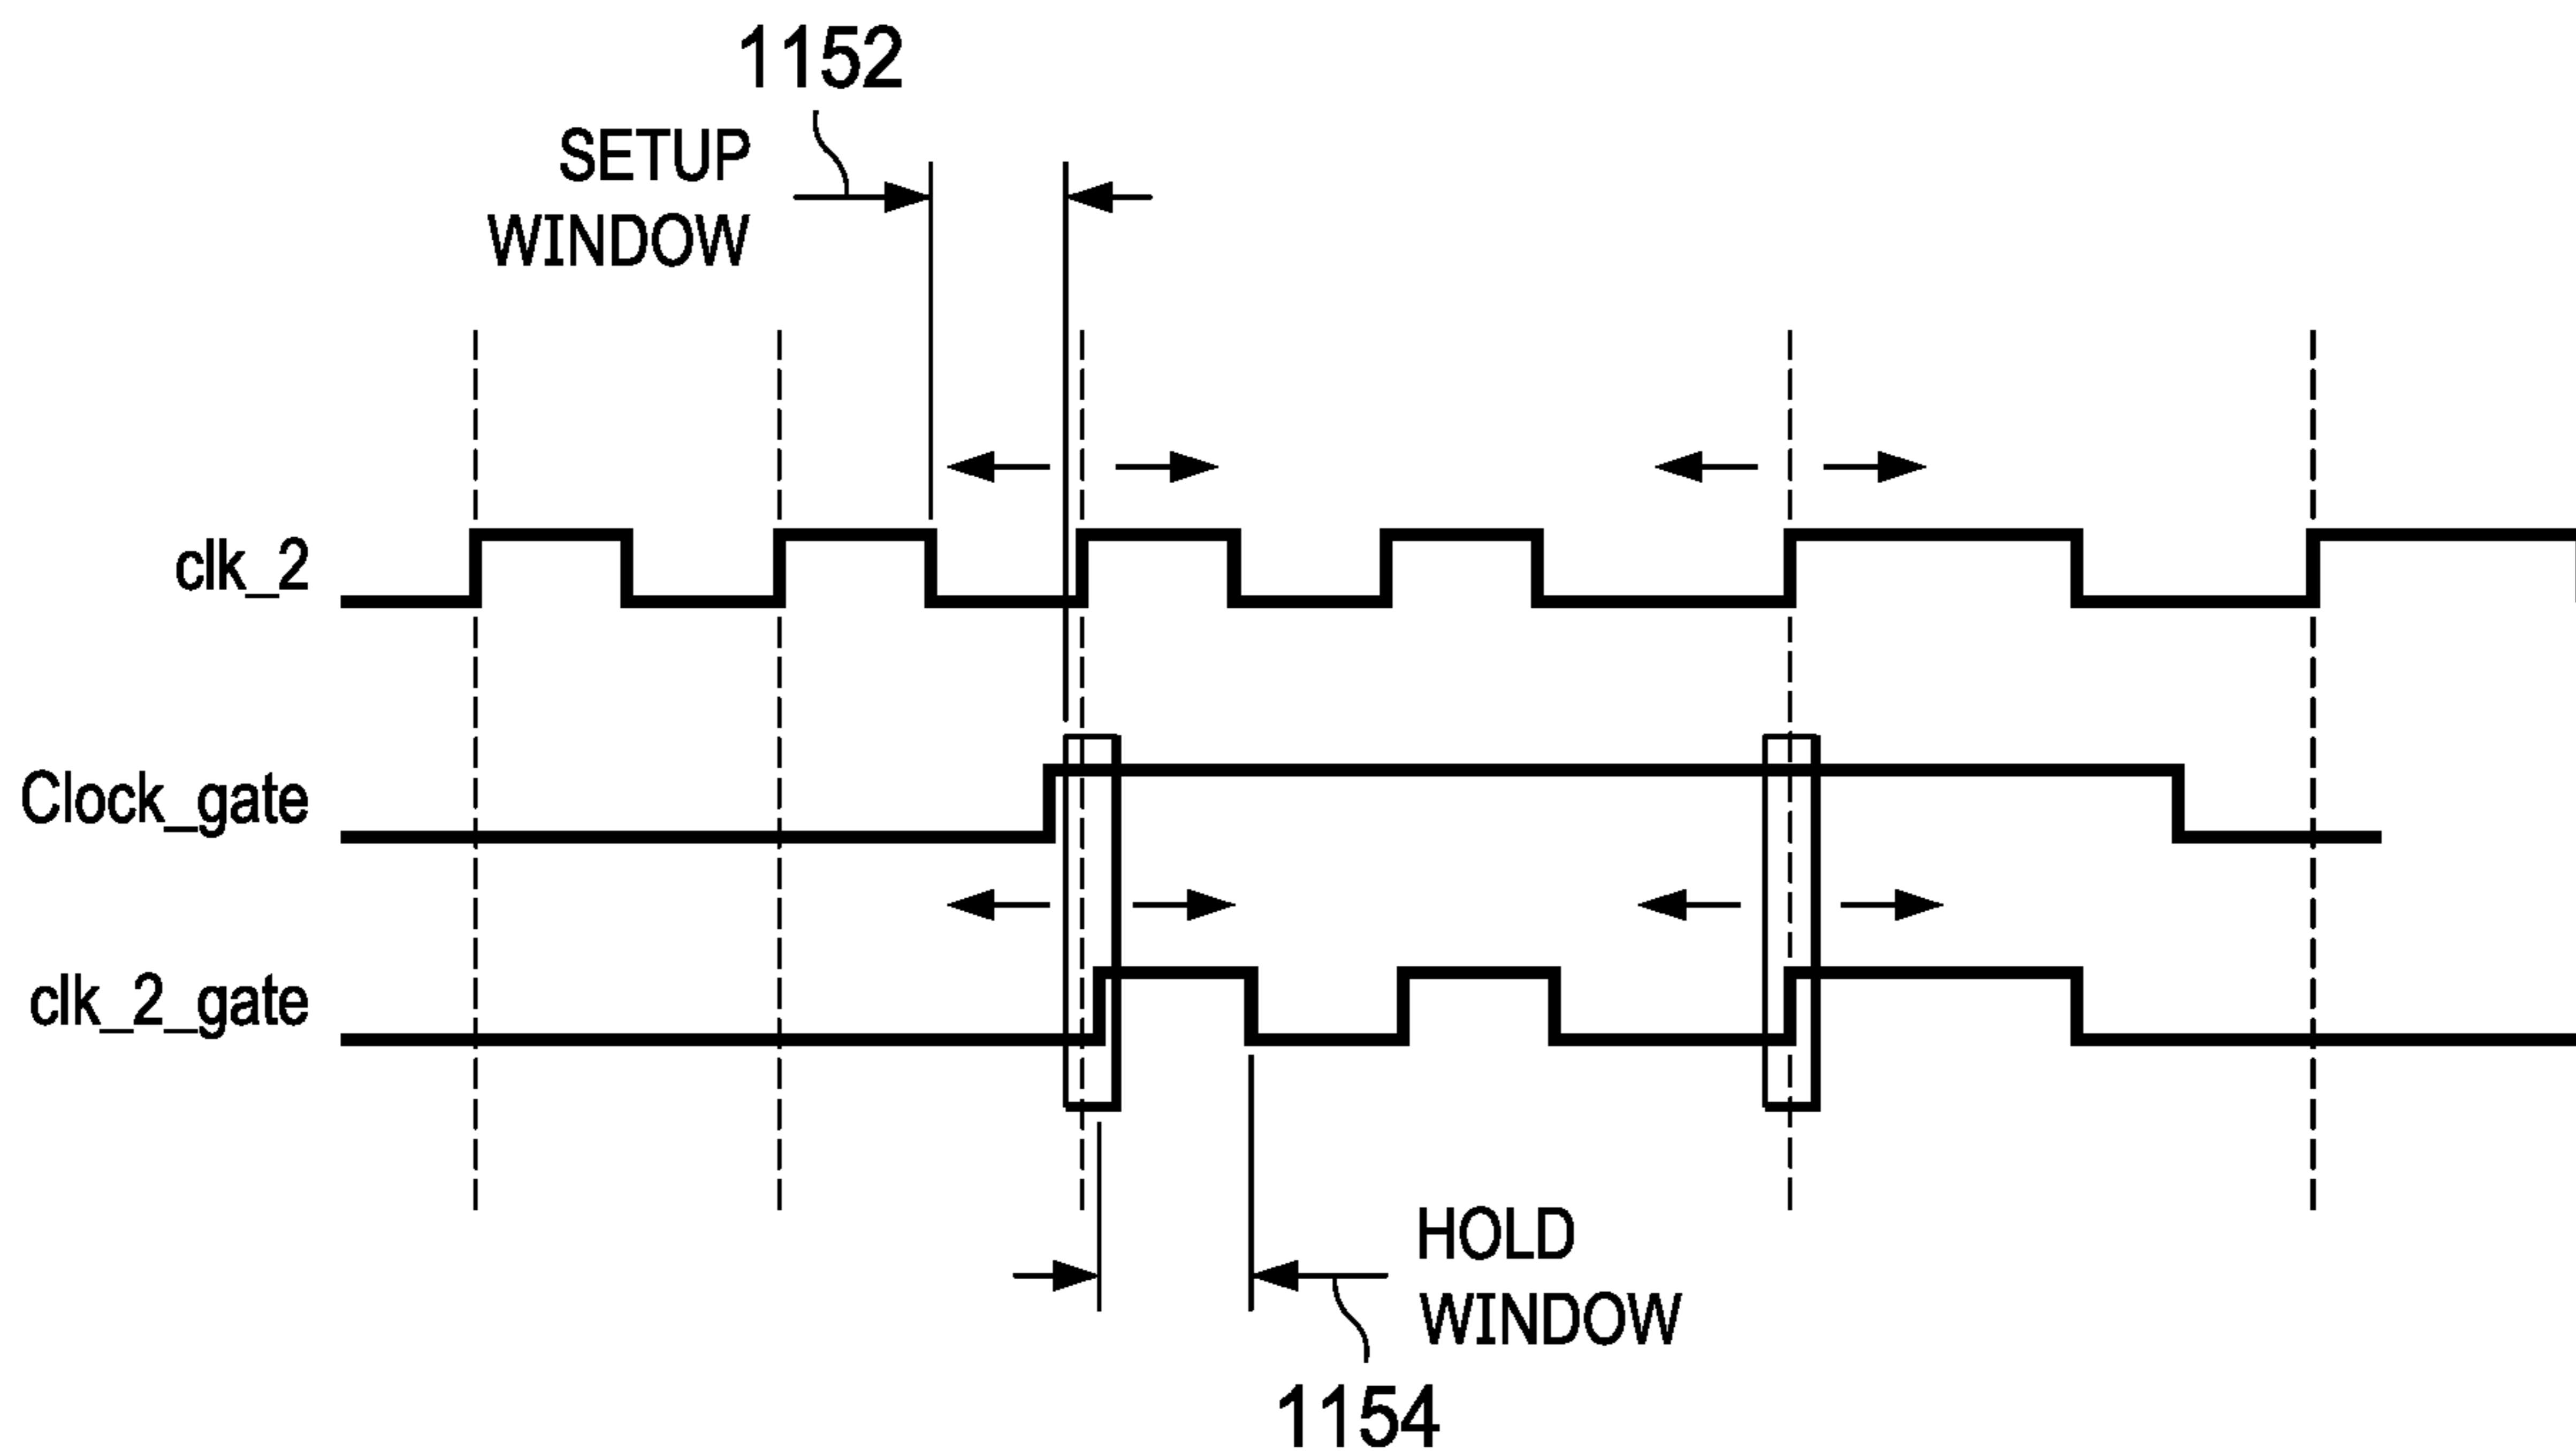 1152
SETUP
WINDOW
clk_2
Clock_gate
clk_2_gate
HOLD
WINDOW
1154